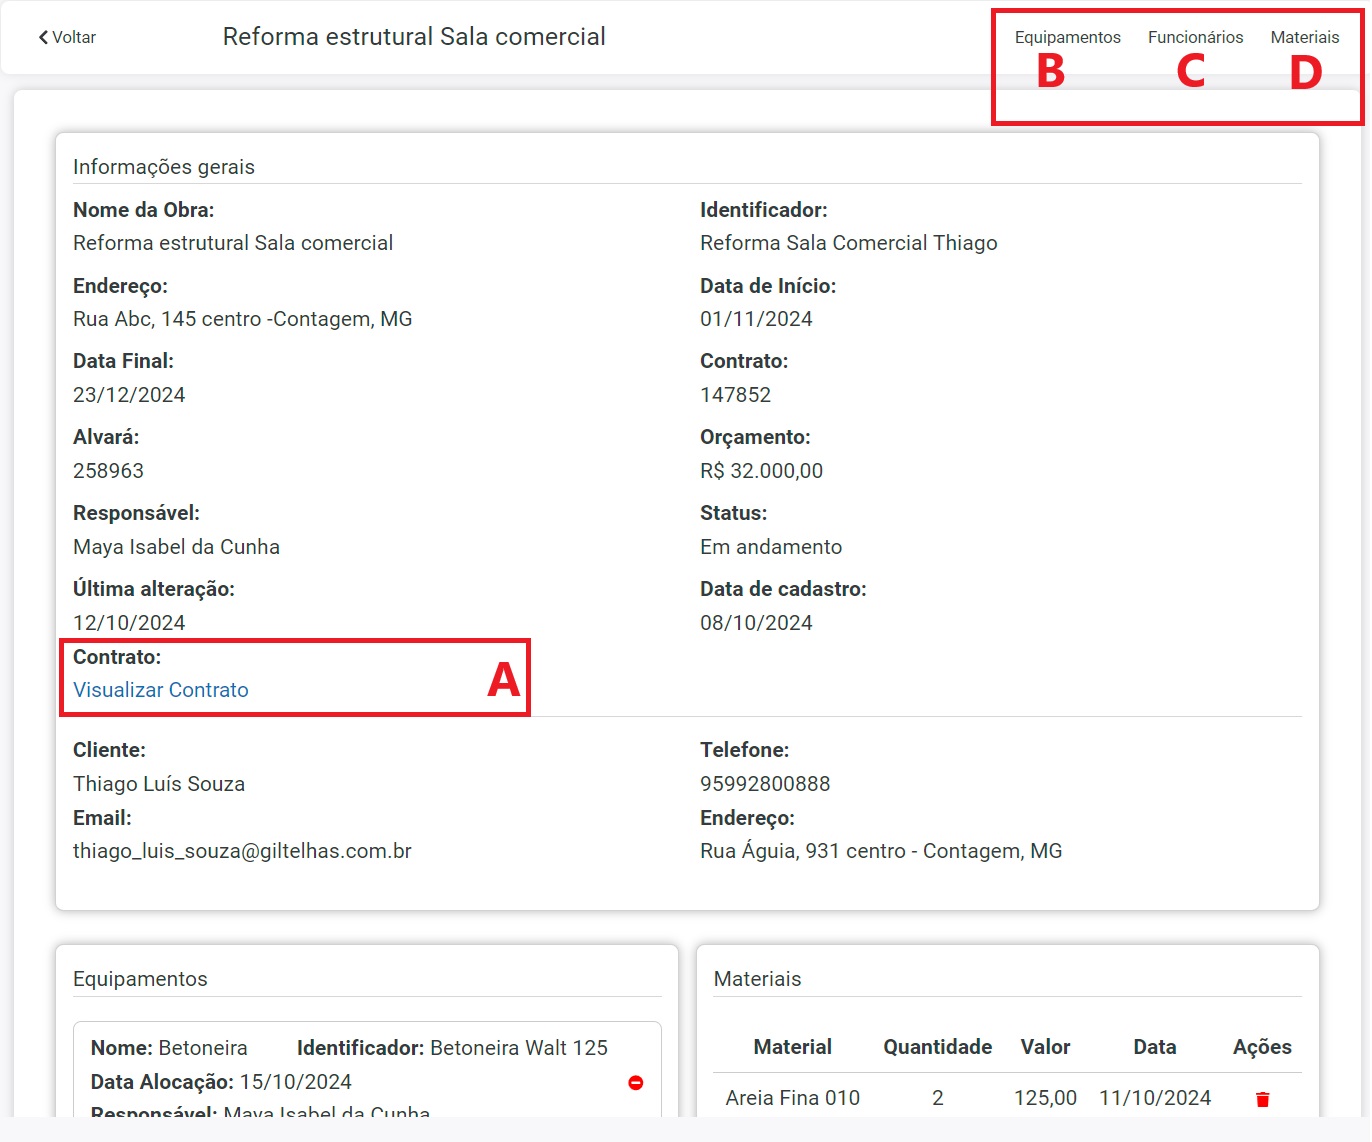 Voltar
Reforma estrutural Sala comercial
Equipamentos Funcionários Materiais
B C D
Informações gerais
Nome da Obra: Identificador:
Reforma estrutural Sala comercial Reforma Sala Comercial Thiago
Endereço: Data de Início:
Rua Abc, 145 centro -Contagem, MG 01/11/2024
Data Final: Contrato:
23/12/2024 147852
Alvará: Orçamento:
258963 R$ 32.000,00
Responsável: Status:
Maya Isabel da Cunha Em andamento
Última alteração: Data de cadastro:
12/10/2024 08/10/2024
Contrato:
Visualizar Contrato A
Cliente: Telefone:
Thiago Luís Souza 95992800888
Email: Endereço:
thiago_luis_souza@giltelhas.com.br Rua Águia, 931 centro - Contagem, MG
Equipamentos
Nome: Betoneira Identificador: Betoneira Walt 125
Data Alocação: 15/10/2024
Responsável: Maya Isabel da Cunha
Materiais
Material Quantidade Valor Data Ações
Areia Fina 010 2 125,00 11/10/2024